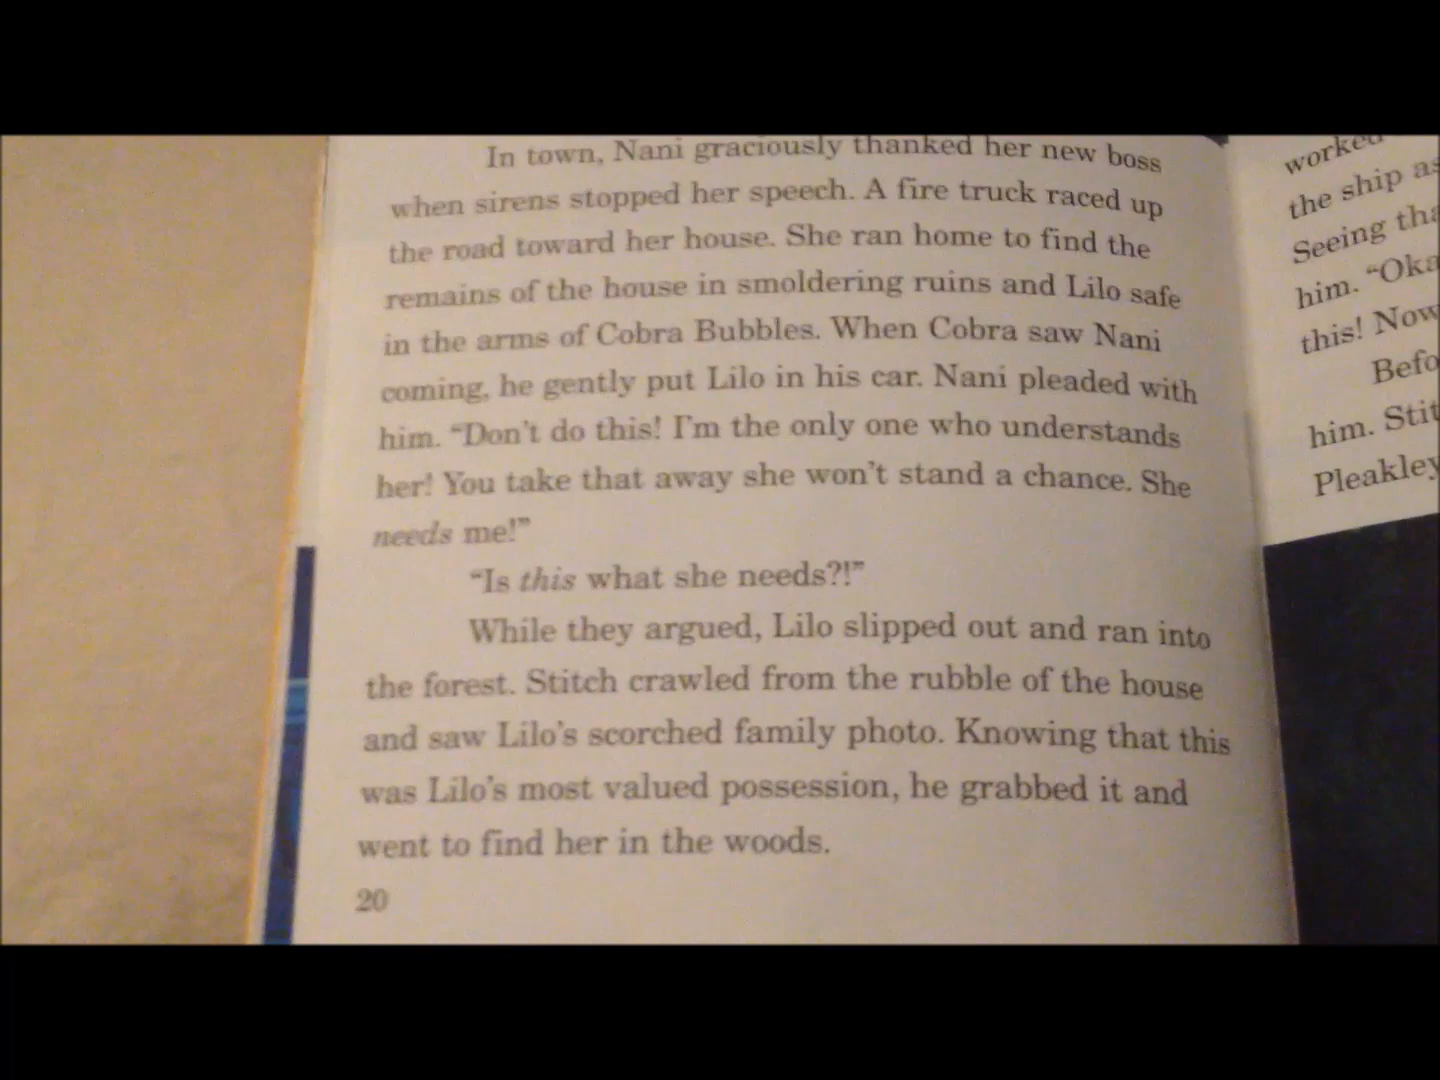 In town, Nani graciously thanked her new boss
when sirens stopped her speech. A fire truck raced up
the road toward her house. She ran home to find the
remains of the house in smoldering ruins and Lilo safe
in the arms of Cobra Bubbles. When Cobra saw Nani
coming, he gently put Lilo in his car. Nani pleaded with
him. “Don’t do this! I’m the only one who understands
her! You take that away she won’t stand a chance. She
needs me!”
“Is this what she needs?!”
While they argued, Lilo slipped out and ran into
the forest. Stitch crawled from the rubble of the house
and saw Lilo’s scorched family photo. Knowing that this
was Lilo’s most valued possession, he grabbed it and
went to find her in the woods.
20
worked
the ship as
Seeing tha
him. “Oka
this! Now
Befo
him. Stit
Pleakley